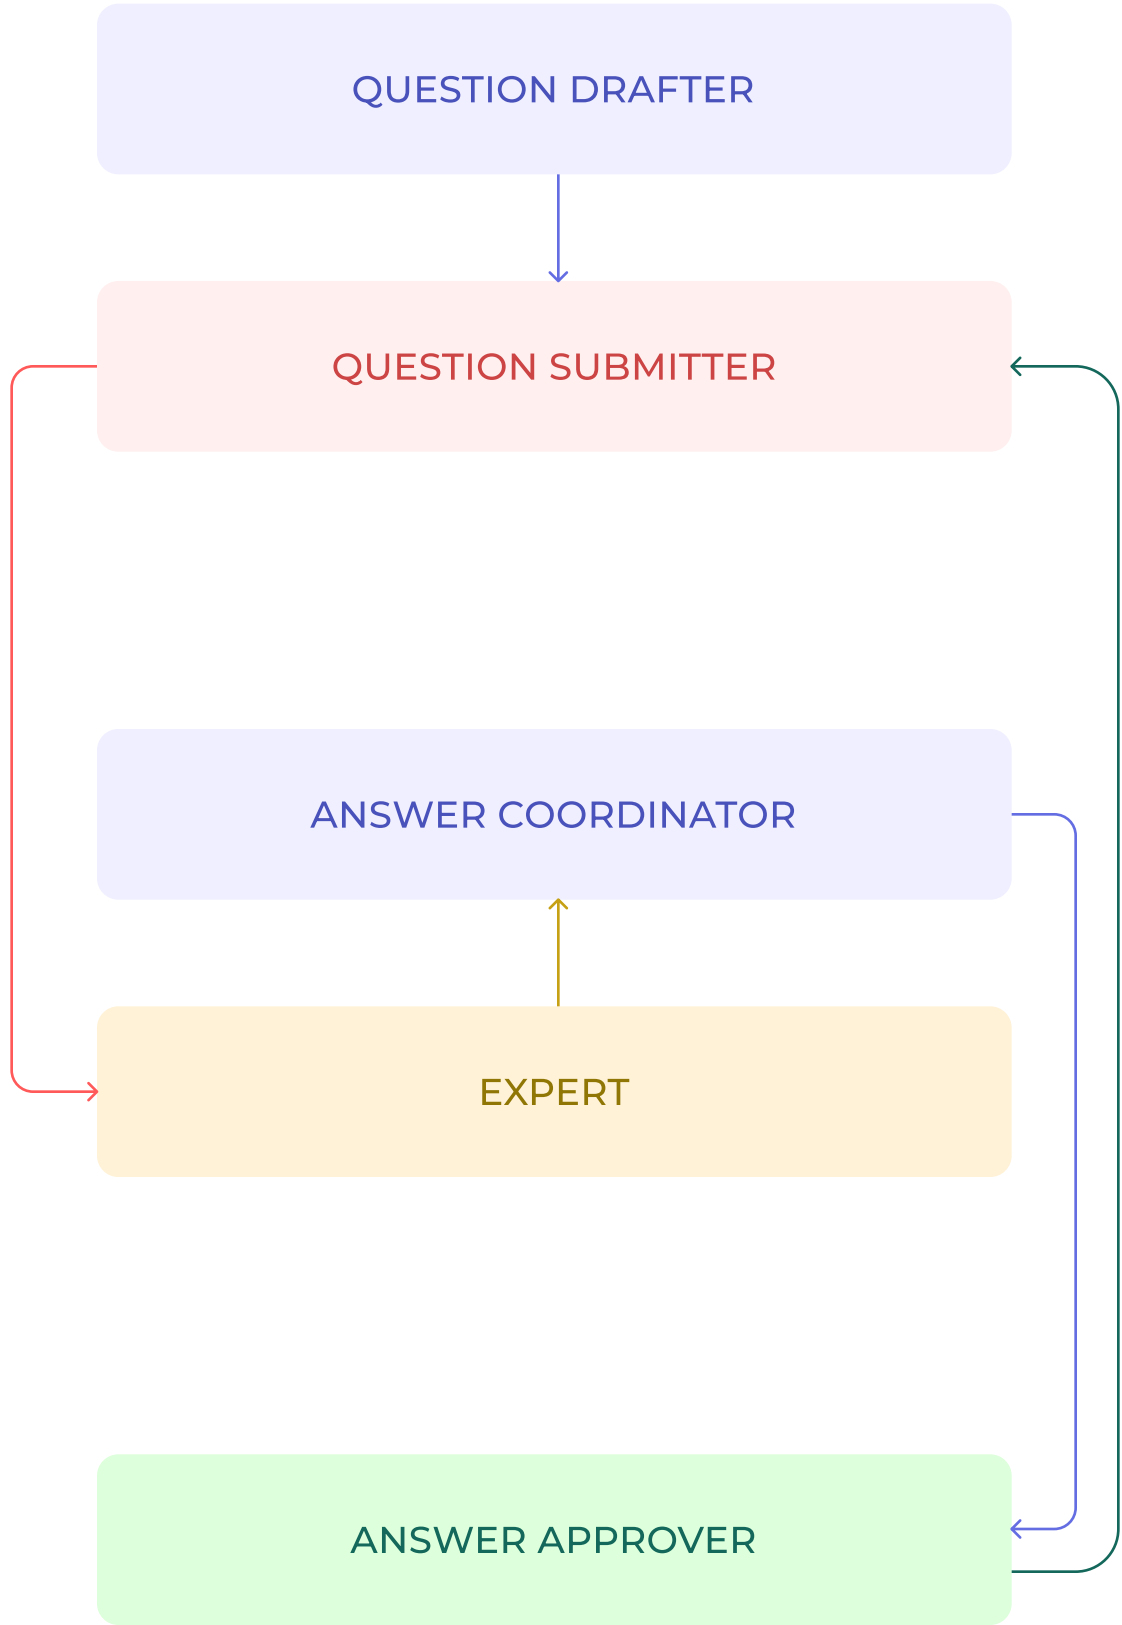 QUESTION DRAFTER
QUESTION SUBMITTER
ANSWER COORDINATOR
EXPERT
ANSWER APPROVER